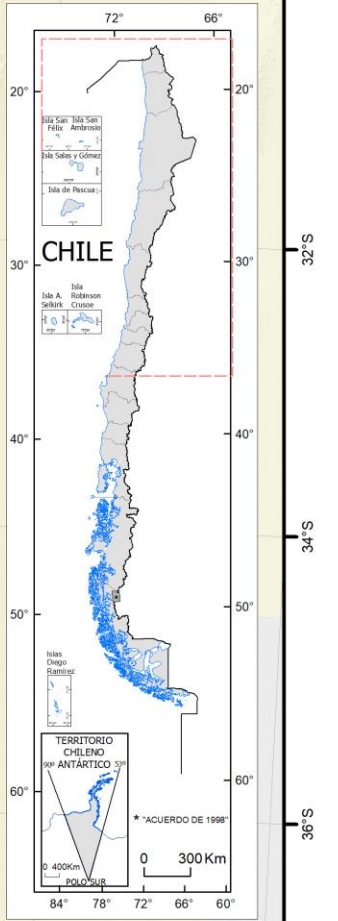 72° 66°
20° 20°
Isla San Félix
Isla San Ambrosio
Isla Salas y Gómez
Isla de Pascua
CHILE
32°S
30° 30°
Isla A. Selkirk
Isla Robinson Crusoe
40° 40°
34°S
50° 50°
Islas Diego Ramírez
TERRITORIO
CHILENO
ANTÁRTICO
90° 53°
60° 60°
* "ACUERDO DE 1998"
36°S
0 400Km
0 300 Km
POLO SUR
84° 78° 72° 66° 60°